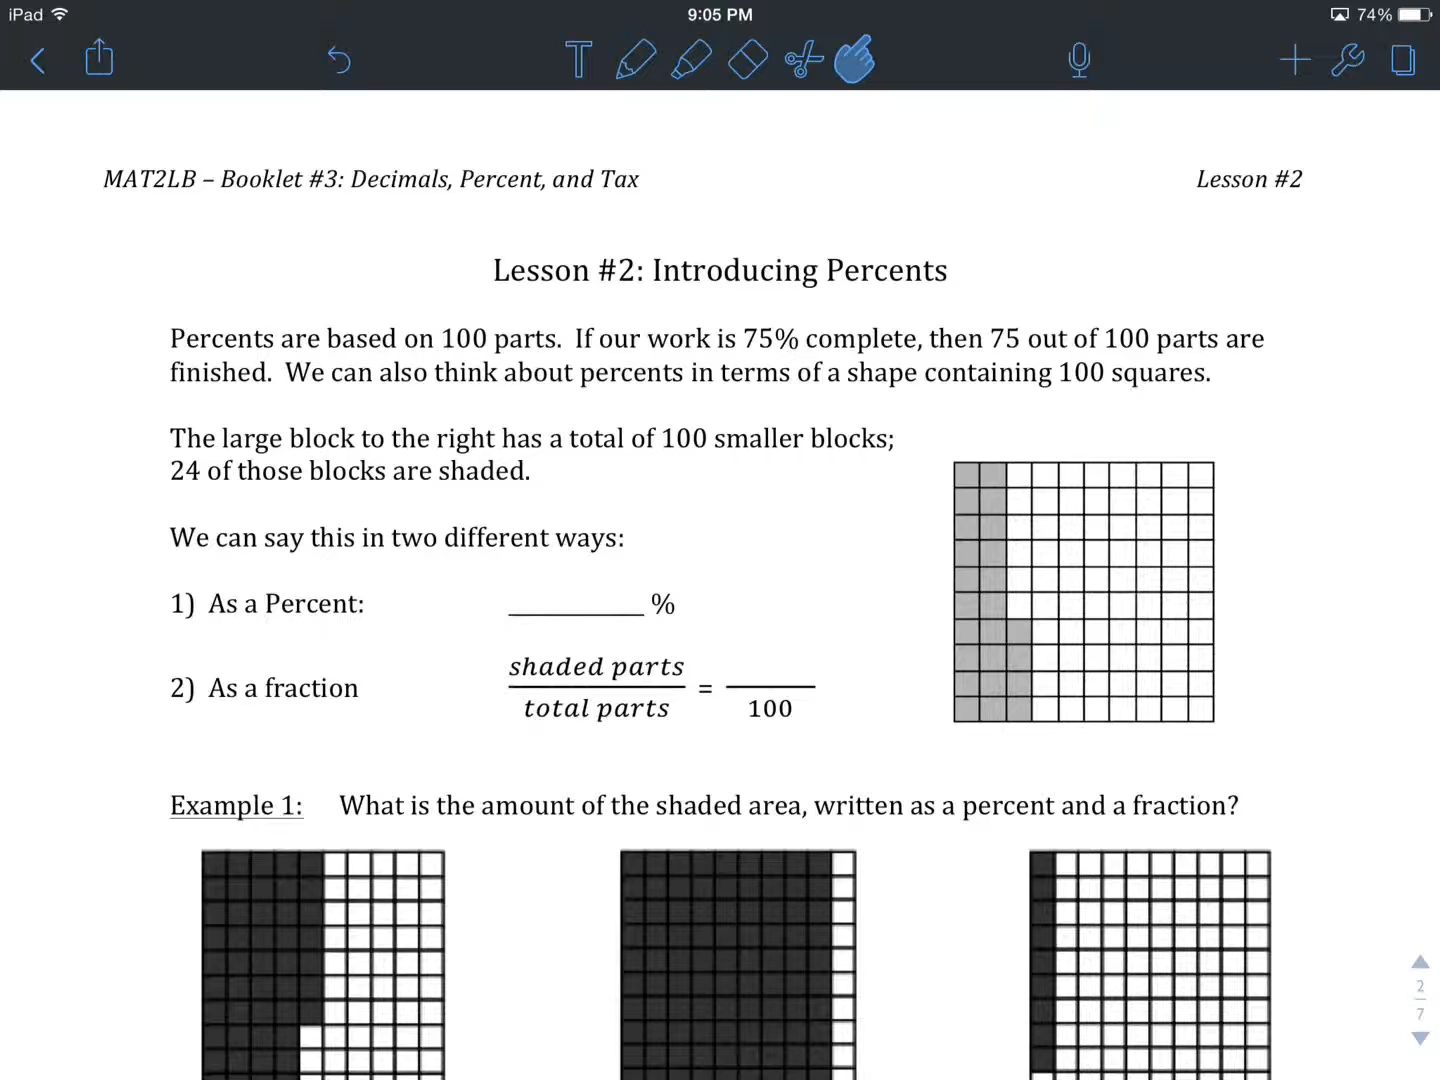 iPad 9:05 PM 74%
T
MAT2LB – Booklet #3: Decimals, Percent, and Tax Lesson #2
Lesson #2: Introducing Percents
Percents are based on 100 parts. If our work is 75% complete, then 75 out of 100 parts are
finished. We can also think about percents in terms of a shape containing 100 squares.
The large block to the right has a total of 100 smaller blocks;
24 of those blocks are shaded.
We can say this in two different ways:
1) As a Percent: __________ %
2) As a fraction
shaded parts
=
total parts 100
Example 1: What is the amount of the shaded area, written as a percent and a fraction?
2
7